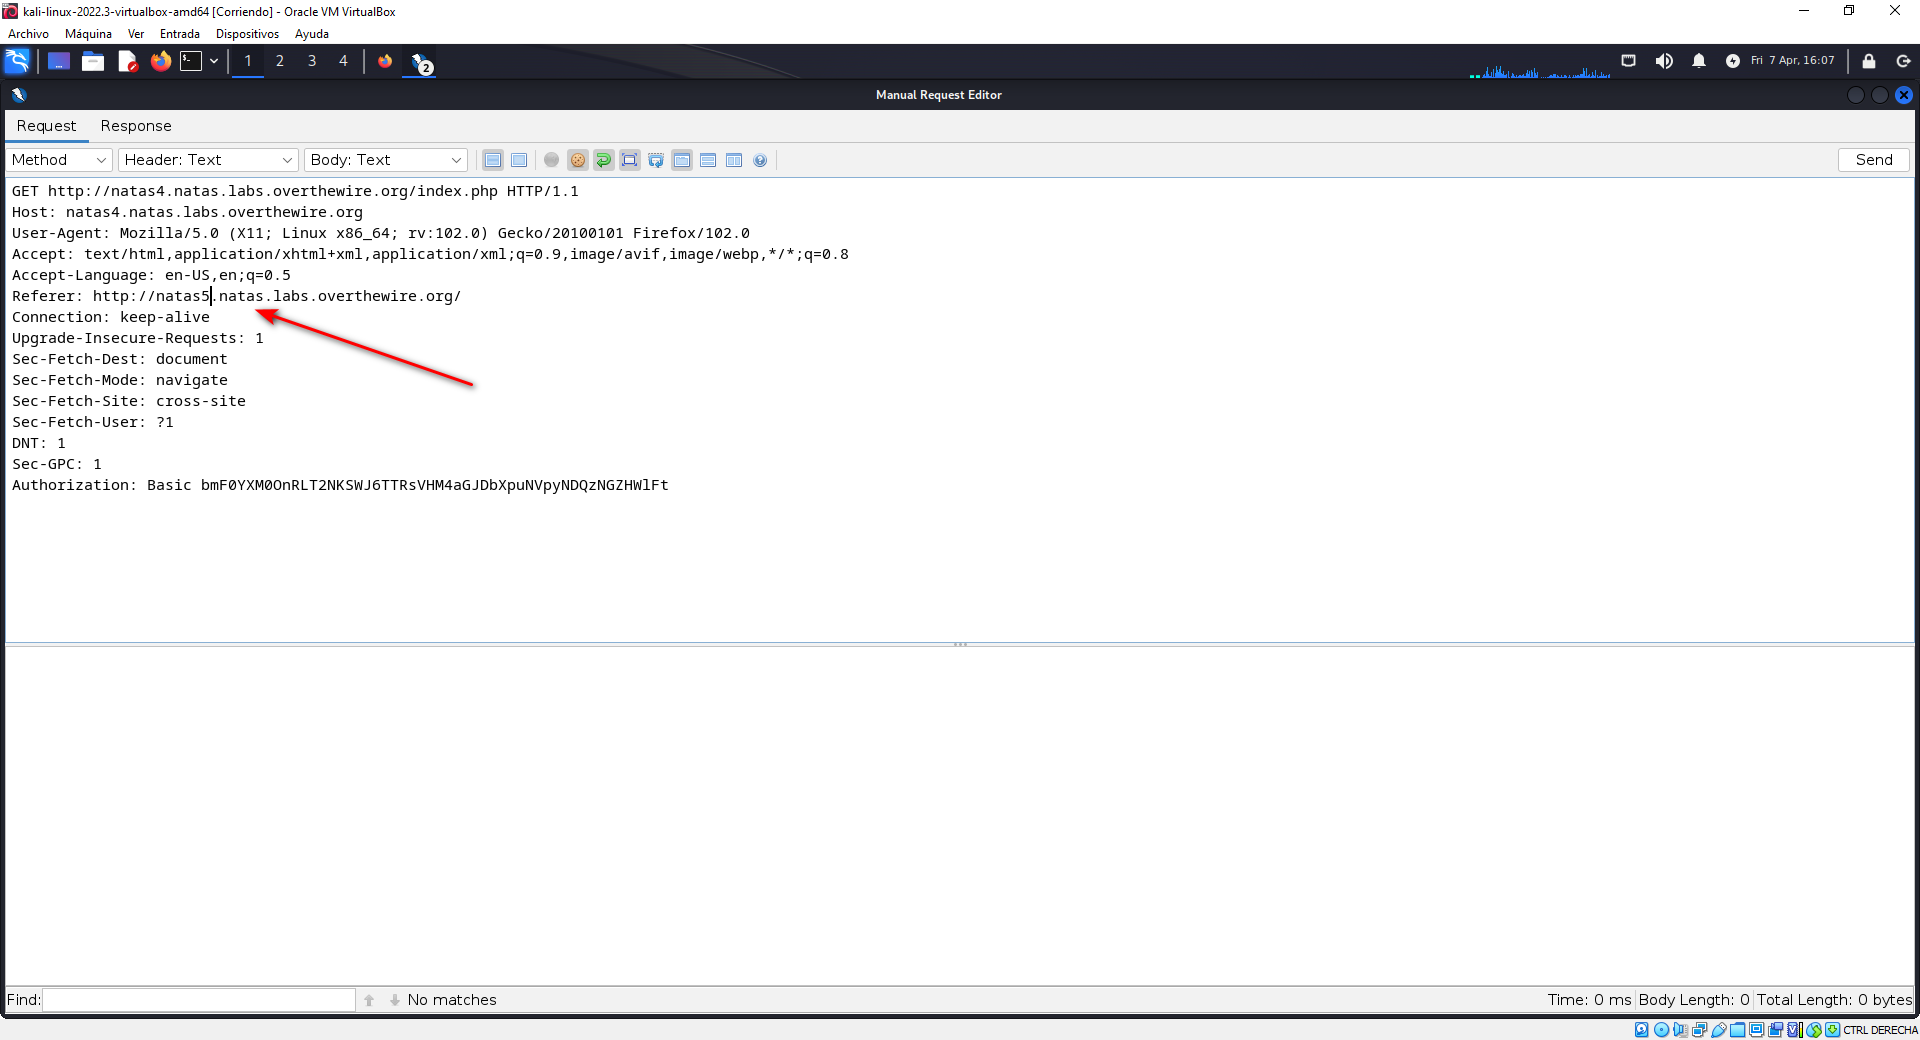 kali-linux-2022.3-virtualbox-amd64 [Corriendo] - Oracle VM VirtualBox
Archivo Máquina Ver Entrada Dispositivos Ayuda
1 2 3 4 2 Fri 7 Apr, 16:07
Manual Request Editor
Request Response
Method Header: Text Body: Text Send
GET http://natas4.natas.labs.overthewire.org/index.php HTTP/1.1
Host: natas4.natas.labs.overthewire.org
User-Agent: Mozilla/5.0 (X11; Linux x86_64; rv:102.0) Gecko/20100101 Firefox/102.0
Accept: text/html,application/xhtml+xml,application/xml;q=0.9,image/avif,image/webp,*/*;q=0.8
Accept-Language: en-US,en;q=0.5
Referer: http://natas5.natas.labs.overthewire.org/
Connection: keep-alive
Upgrade-Insecure-Requests: 1
Sec-Fetch-Dest: document
Sec-Fetch-Mode: navigate
Sec-Fetch-Site: cross-site
Sec-Fetch-User: ?1
DNT: 1
Sec-GPC: 1
Authorization: Basic bmF0YXM0OnRLT2NKSWJ6TTRsVHM4aGJDbXpuNVpyNDQzNGZHWlFt
Find: No matches Time: 0 ms Body Length: 0 Total Length: 0 bytes
CTRL DERECHA